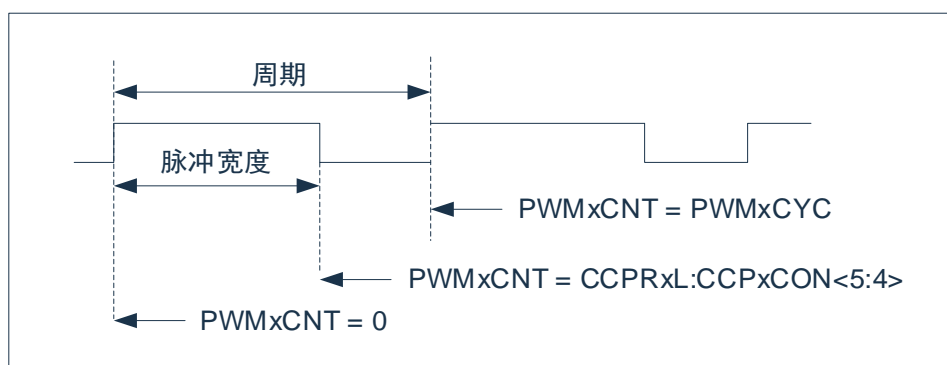 周期
脉冲宽度
PWMxCNT = PWMxCYC
PWMxCNT = CCPRxL:CCPxCON<5:4>
PWMxCNT = 0